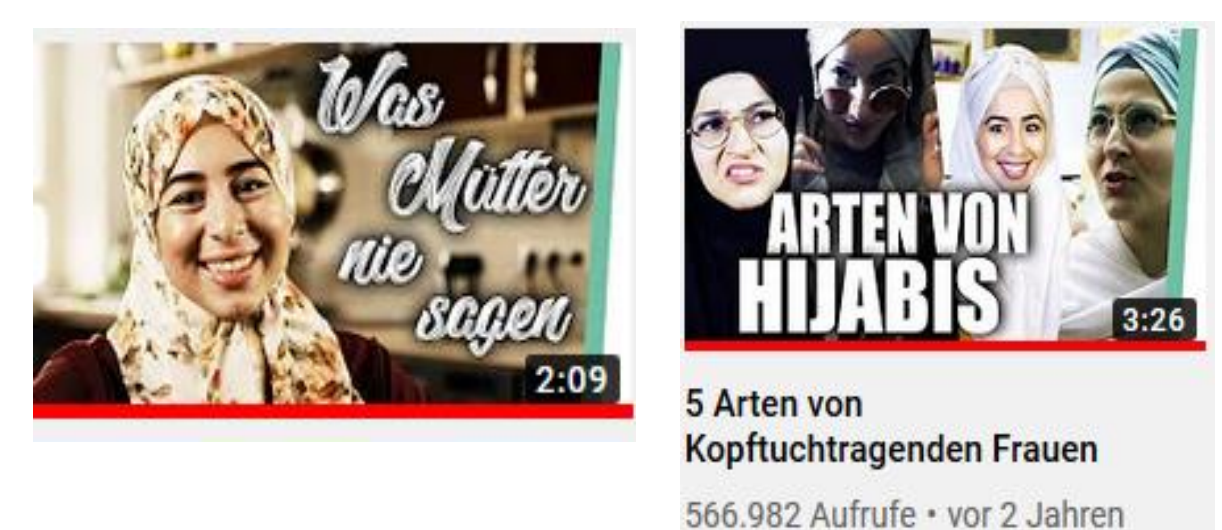 Was
Mütter
nie
sagen
2:09
ARTEN VON
HIJABIS
3:26
5 Arten von
Kopftuchtragenden Frauen
566.982 Aufrufe • vor 2 Jahren